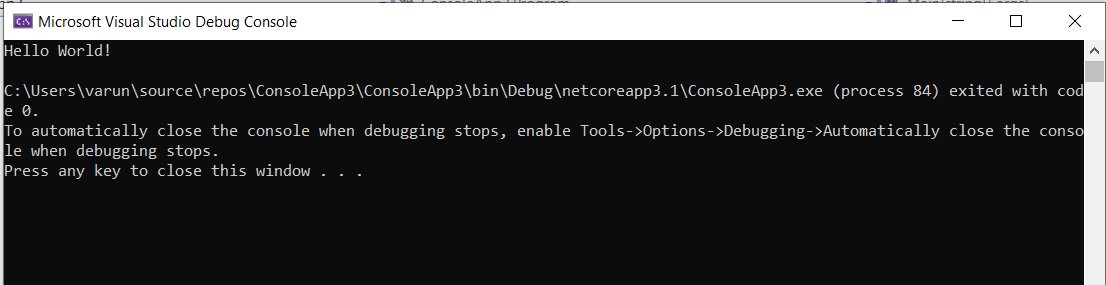 Microsoft Visual Studio Debug Console
Hello World!
C:\Users\varun\source\repos\ConsoleApp3\ConsoleApp3\bin\Debug\netcoreapp3.1\ConsoleApp3.exe (process 84) exited with cod
e 0.
To automatically close the console when debugging stops, enable Tools->Options->Debugging->Automatically close the conso
le when debugging stops.
Press any key to close this window . . .